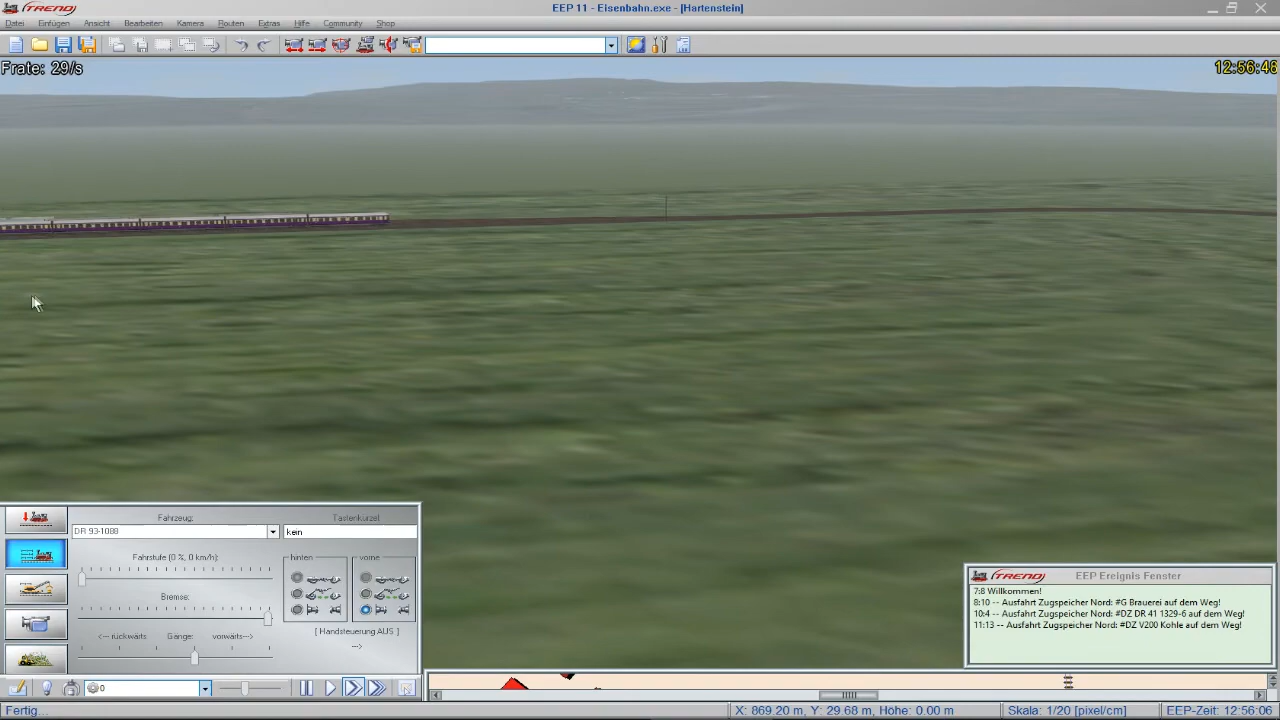 TREND
EEP 11 - Eisenbahn.exe - [Hartenstein]
Datei Einfügen Ansicht Bearbeiten Kamera Routen Extras Hilfe Community Shop
Frate: 29/s
12:56:46
Fahrzeug:
Tastenkürzel
DR 93-1088
kein
Fahrstufe (0 %, 0 km/h):
hinten
vorne
Bremse:
<--- rückwärts Gänge: vorwärts--->
[ Handsteuerung AUS ]
--->
0
TREND EEP Ereignis Fenster
7:8 Willkommen!
8:10 -- Ausfahrt Zugspeicher Nord: #G Brauerei auf dem Weg!
10:4 -- Ausfahrt Zugspeicher Nord: #DZ DR 41 1329-6 auf dem Weg!
11:13 -- Ausfahrt Zugspeicher Nord: #DZ V200 Kohle auf dem Weg!
Fertig...
X: 869.20 m, Y: 29.68 m, Höhe: 0.00 m
Skala: 1/20 [pixel/cm]
EEP-Zeit: 12:56:06